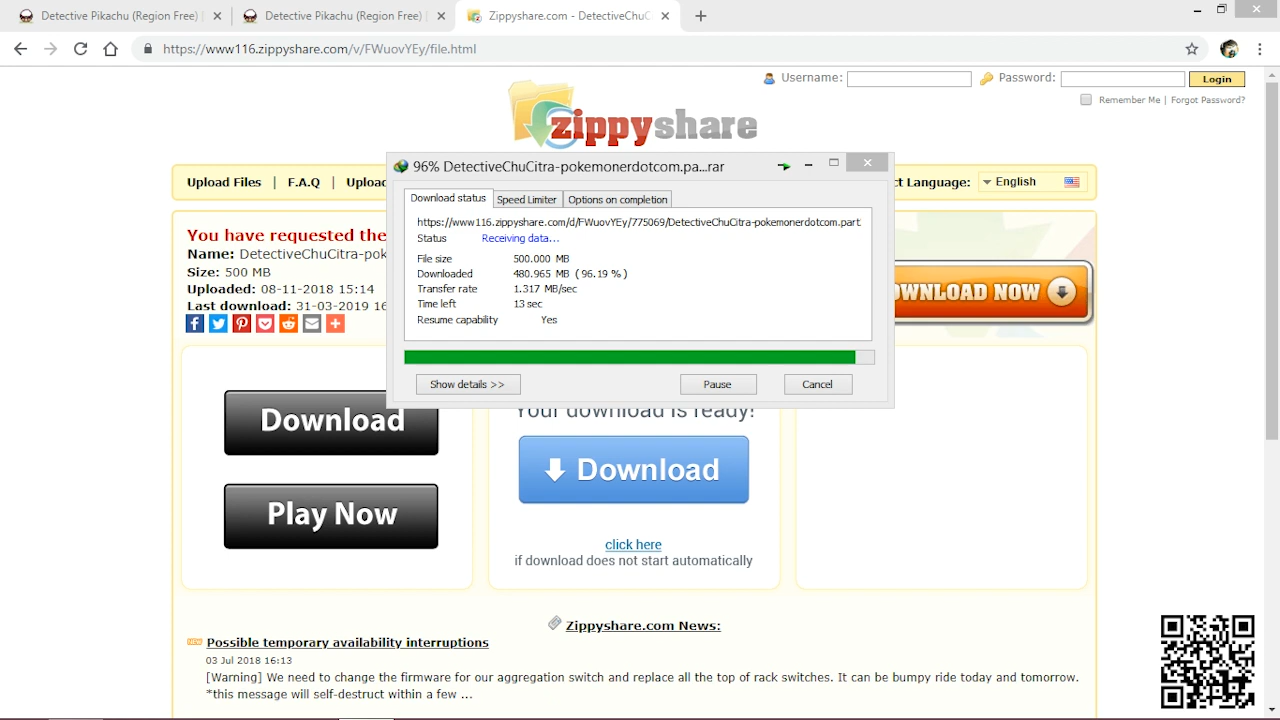 Detective Pikachu (Region Free) [
Detective Pikachu (Region Free) [
Zippyshare.com - DetectiveChuC
https://www116.zippyshare.com/v/FWuovYEy/file.html
Username:
Password:
Login
Remember Me | Forgot Password?
zippyshare
Upload Files | F.A.Q | Uploac
ct Language:
English
96% DetectiveChuCitra-pokemonerdotcom.pa...rar
Download status
Speed Limiter
Options on completion
https://www116.zippyshare.com/d/FWuovYEy/775069/DetectiveChuCitra-pokemonerdotcom.part
Status Receiving data...
File size 500.000 MB
Downloaded 480.965 MB ( 96.19 % )
Transfer rate 1.317 MB/sec
Time left 13 sec
Resume capability Yes
Show details >>
Pause
Cancel
You have requested the
Name: DetectiveChuCitra-pok
Size: 500 MB
Uploaded: 08-11-2018 15:14
Last download: 31-03-2019 16
OWNLOAD NOW
Download
Play Now
Your download is ready!
Download
click here
if download does not start automatically
Zippyshare.com News:
NEW Possible temporary availability interruptions
03 Jul 2018 16:13
[Warning] We need to change the firmware for our aggregation switch and replace all the top of rack switches. It can be bumpy ride today and tomorrow.
*this message will self-destruct within a few ...